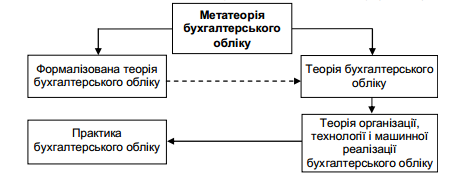 Метатеорія
бухгалтерського
обліку
Формалізована теорія
бухгалтерського обліку
Теорія бухгалтерського
обліку
Практика
бухгалтерського обліку
Теорія організації,
технології і машинної
реалізації
бухгалтерського обліку